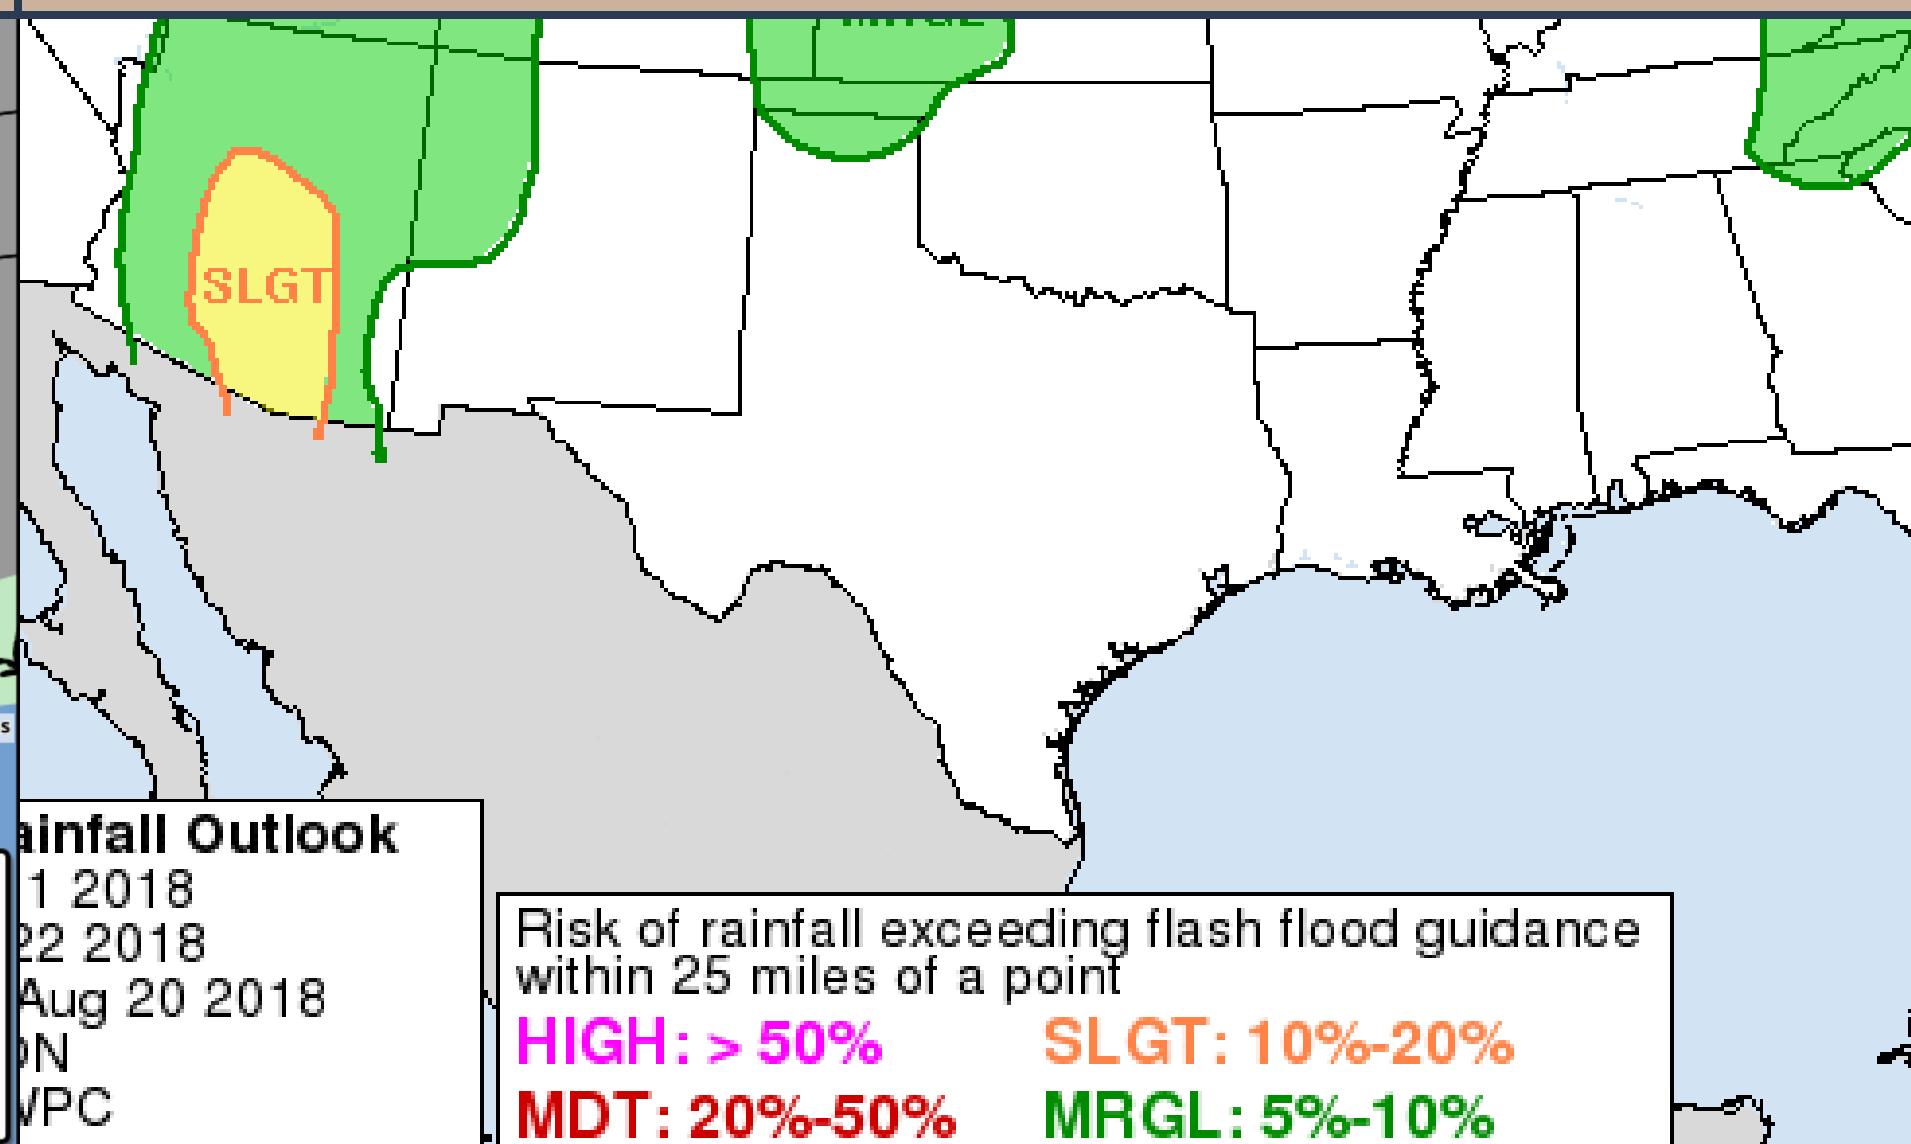 SLGT
ainfall Outlook
1 2018
22 2018
Aug 20 2018
N
WPC
Risk of rainfall exceeding flash flood guidance
within 25 miles of a point
HIGH: > 50%
SLGT: 10%-20%
MDT: 20%-50%
MRGL: 5%-10%